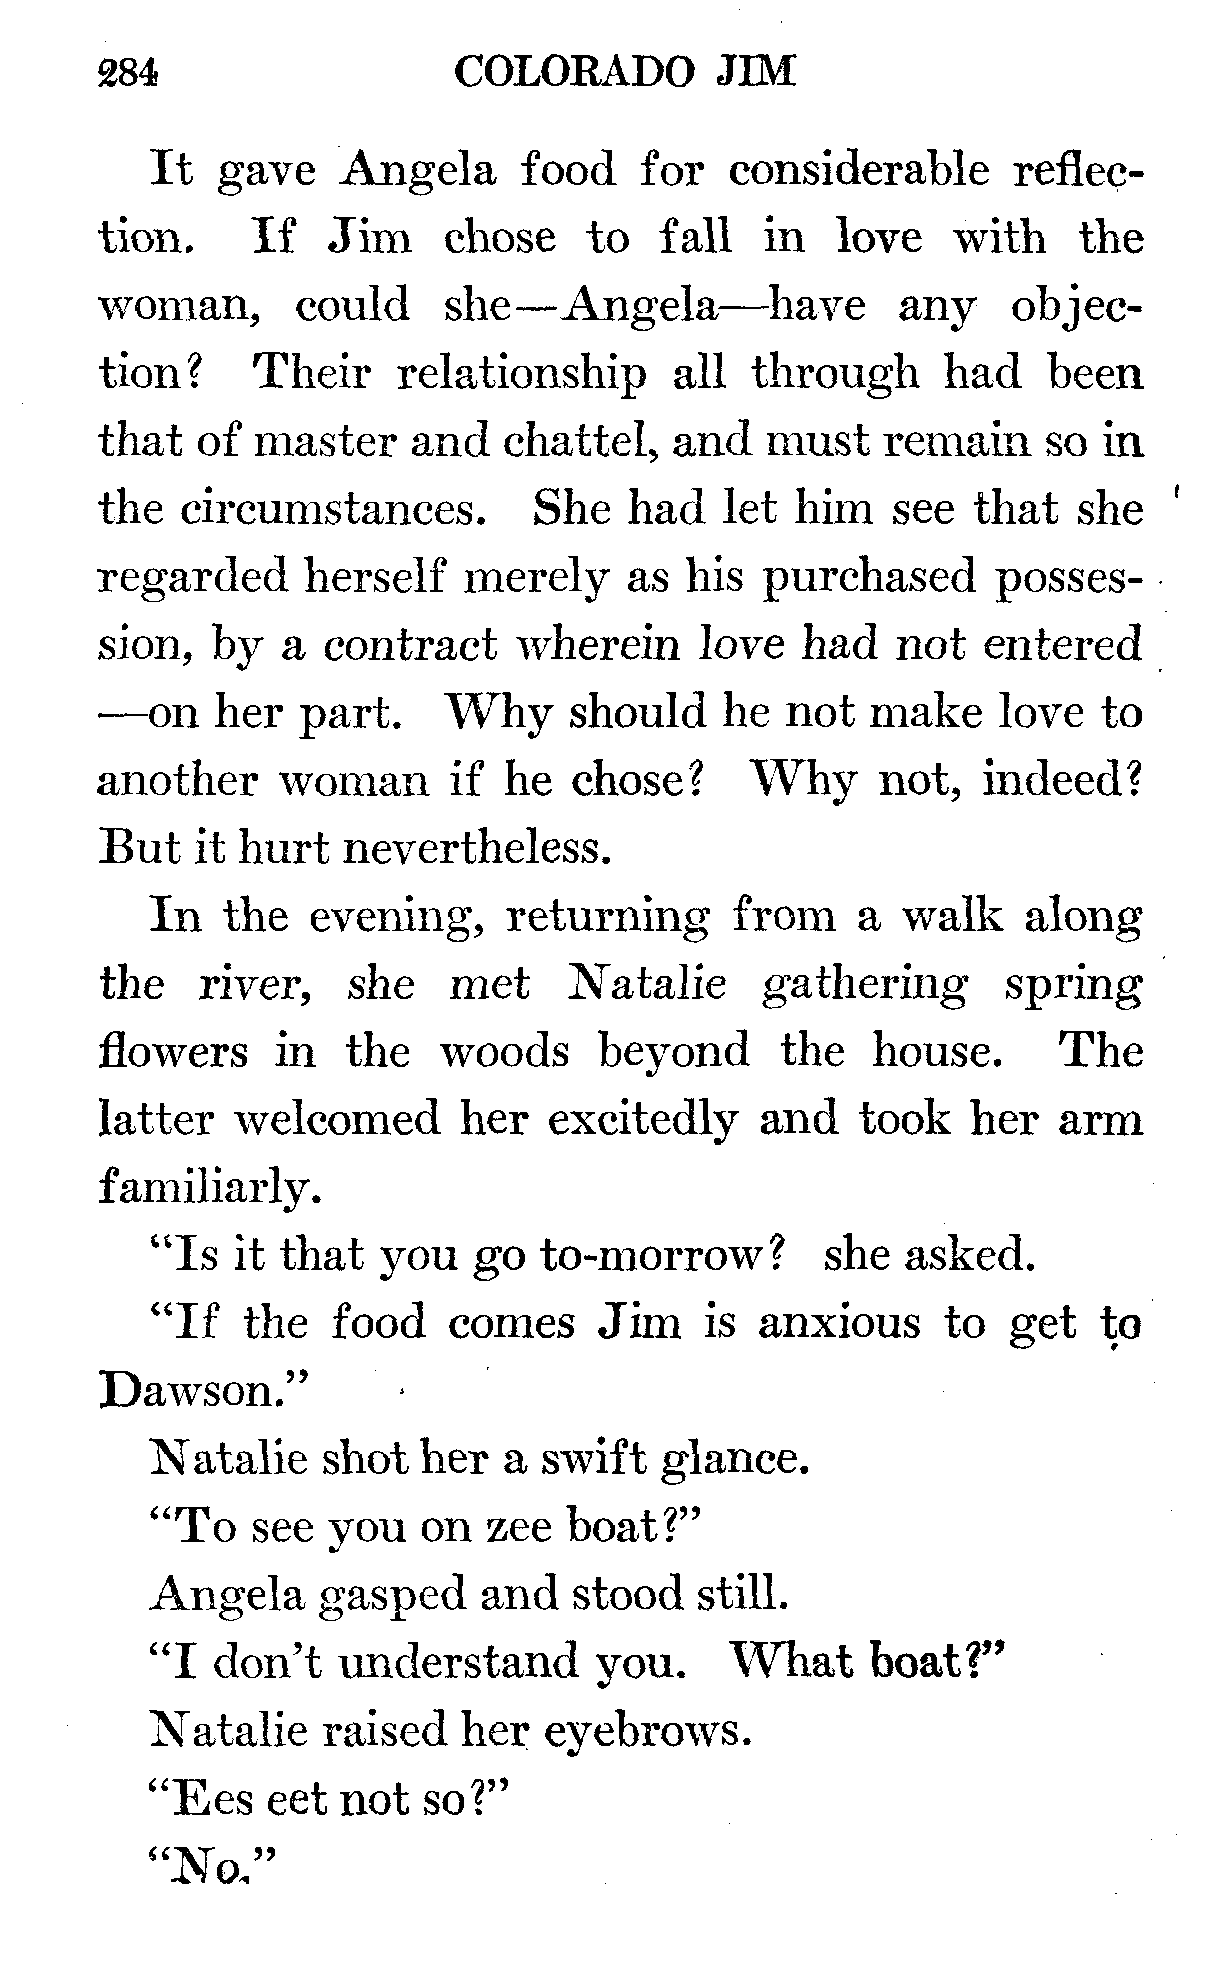 284 COLORADO JIM
It gave Angela food for considerable reflec-
tion. If Jim chose to fall in love with the
woman, could she—Angela—have any objec-
tion? Their relationship all through had been
that of master and chattel, and must remain so in
the circumstances. She had let him see that she
regarded herself merely as his purchased posses-
sion, by a contract wherein love had not entered
—on her part. Why should he not make love to
another woman if he chose? Why not, indeed?
But it hurt nevertheless.
In the evening, returning from a walk along
the river, she met Natalie gathering spring
flowers in the woods beyond the house. The
latter welcomed her excitedly and took her arm
familiarly.
“Is it that you go to-morrow? she asked.
“If the food comes Jim is anxious to get to
Dawson.”
Natalie shot her a swift glance.
“To see you on zee boat?”
Angela gasped and stood still.
“I don’t understand you. What boat?”
Natalie raised her eyebrows.
“Ees eet not so?”
“No.”